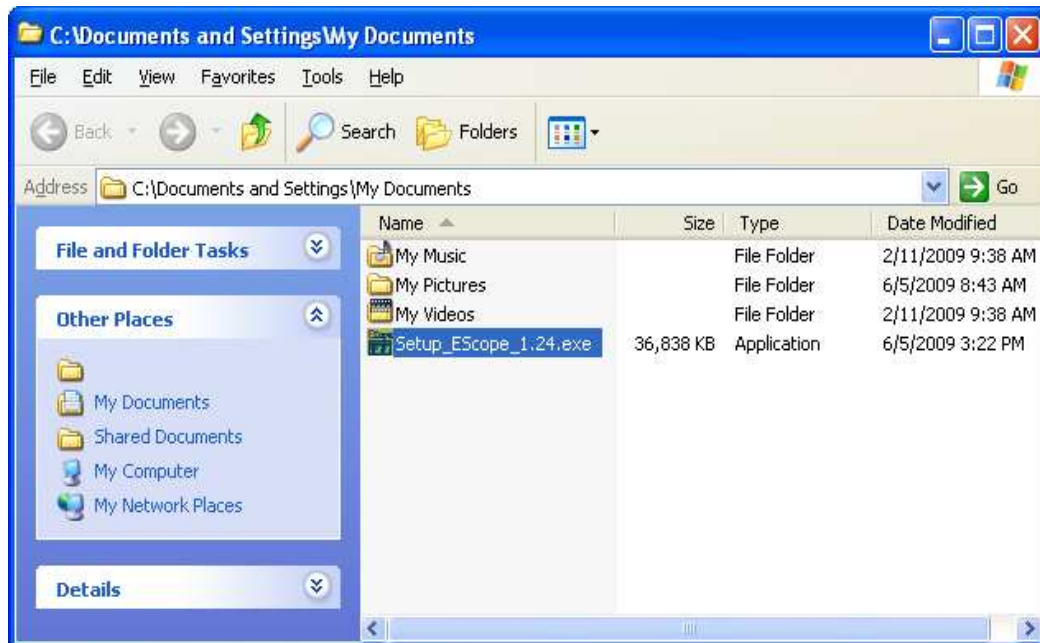 C:\Documents and Settings\My Documents
File Edit View Favorites Tools Help
Back Search Folders
Address C:\Documents and Settings\My Documents Go
Name Size Type Date Modified
File and Folder Tasks
My Music File Folder 2/11/2009 9:38 AM
My Pictures File Folder 6/5/2009 8:43 AM
My Videos File Folder 2/11/2009 9:38 AM
Setup_EScope_1.24.exe 36,838 KB Application 6/5/2009 3:22 PM
Other Places
My Documents
Shared Documents
My Computer
My Network Places
Details